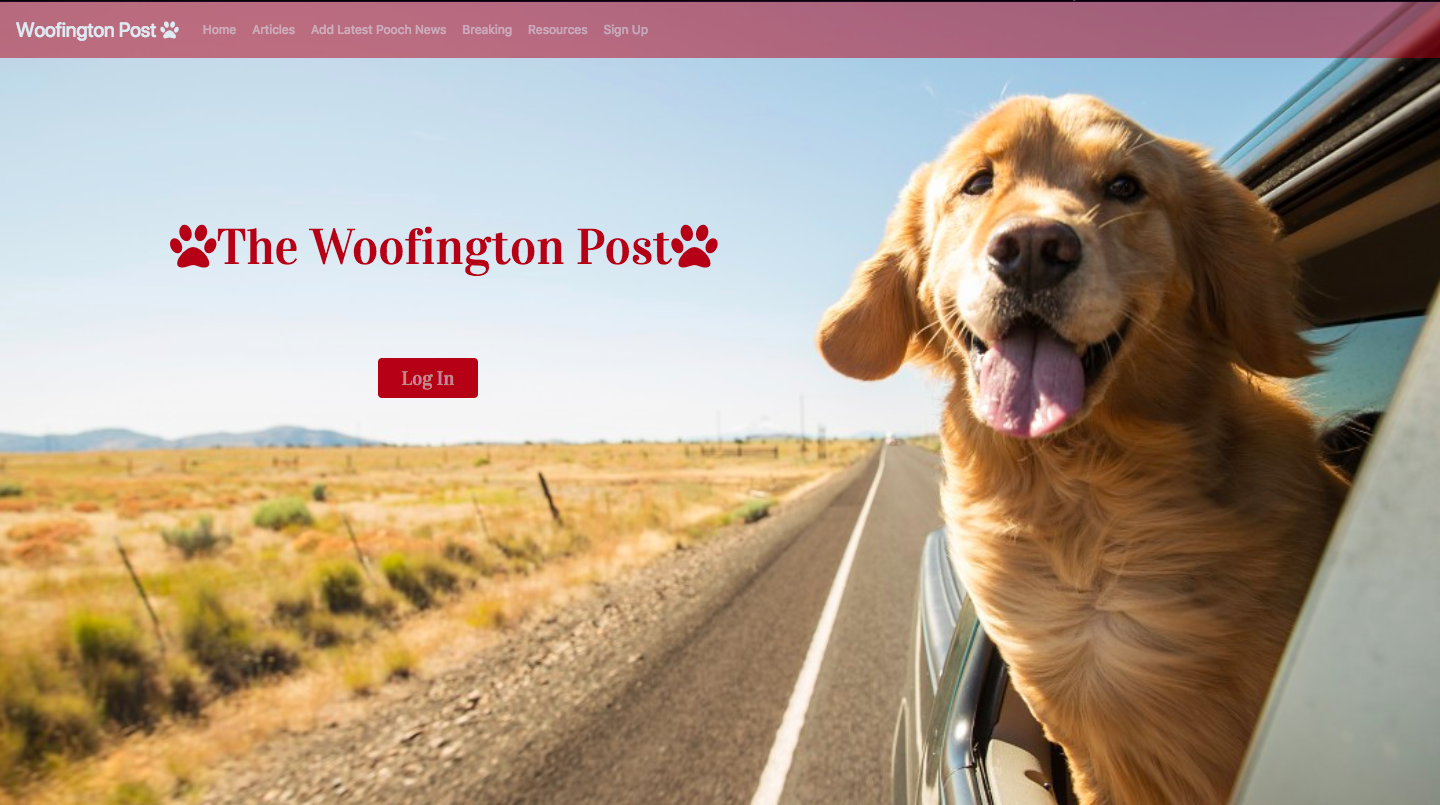 Woofington Post Home Articles Add Latest Pooch News Breaking Resources Sign Up
The Woofington Post
Log In